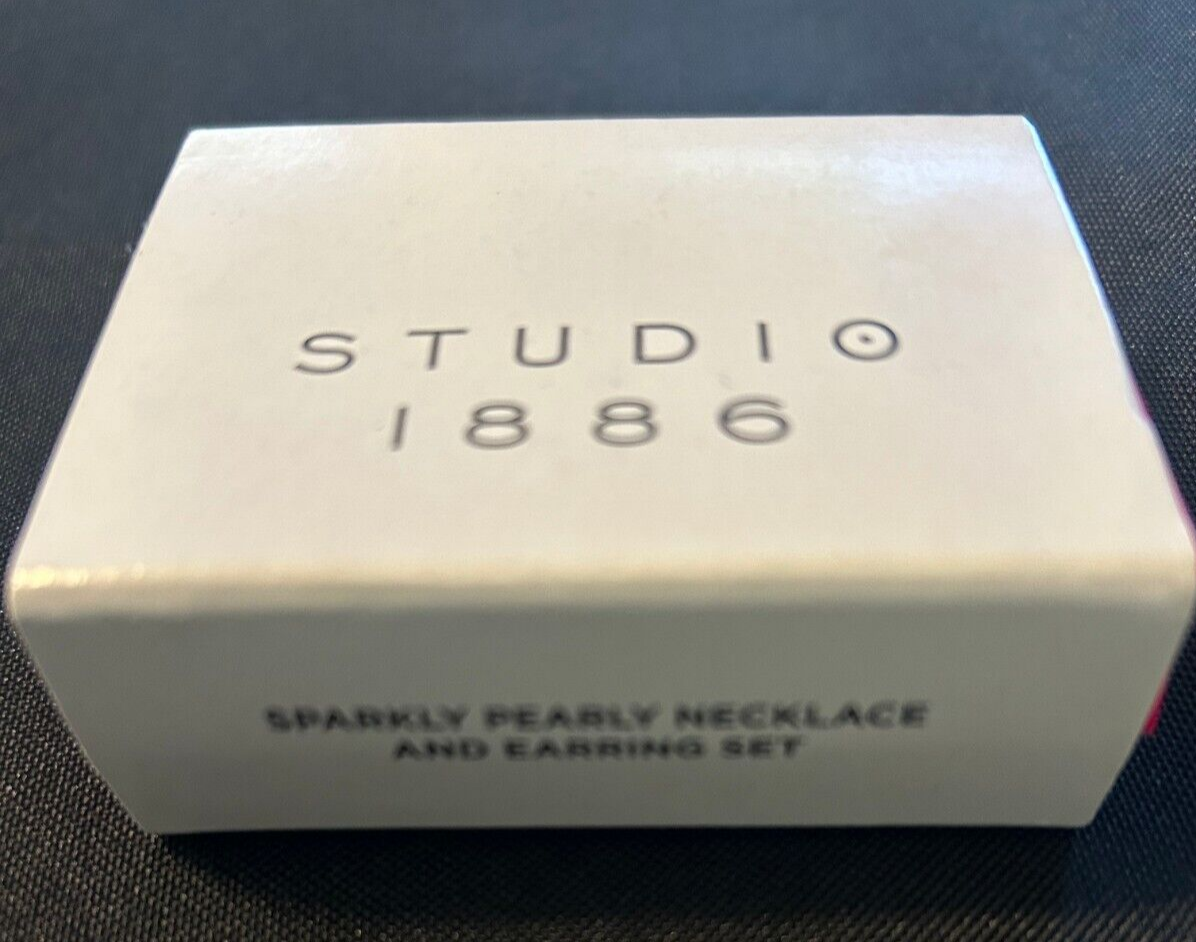 STUDIO
1886
SPARKLY PEARLY NECKLACE
AND EARRING SET